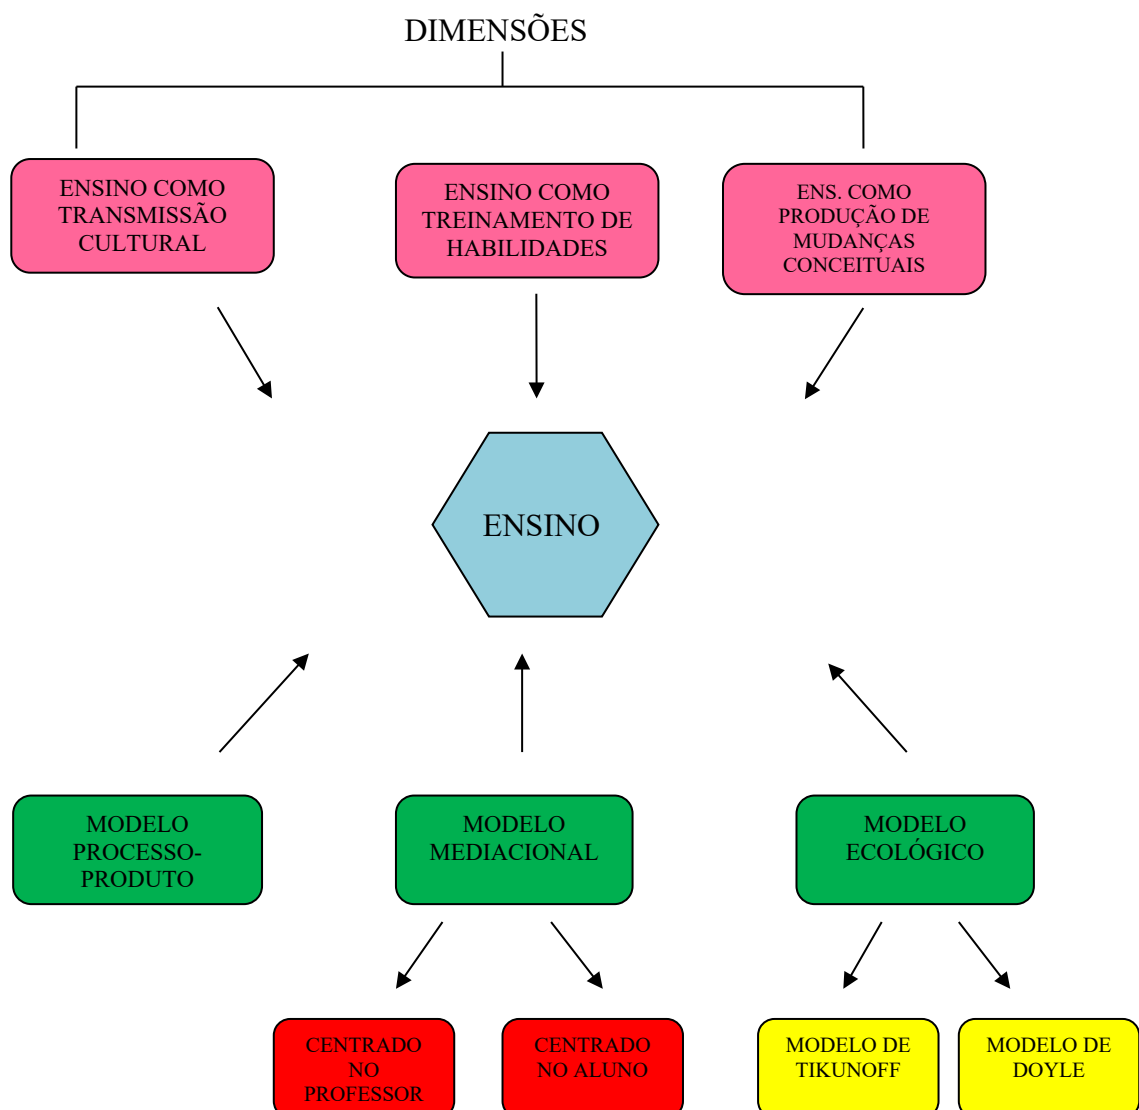 DIMENSÕES
ENSINO COMO
TRANSMISSÃO
CULTURAL
ENSINO COMO
TREINAMENTO DE
HABILIDADES
ENS. COMO
PRODUÇÃO DE
MUDANÇAS
CONCEITUAIS
ENSINO
MODELO
PROCESSO-
PRODUTO
MODELO
MEDIACIONAL
MODELO
ECOLÓGICO
CENTRADO
NO
PROFESSOR
CENTRADO
NO ALUNO
MODELO DE
TIKUNOFF
MODELO DE
DOYLE